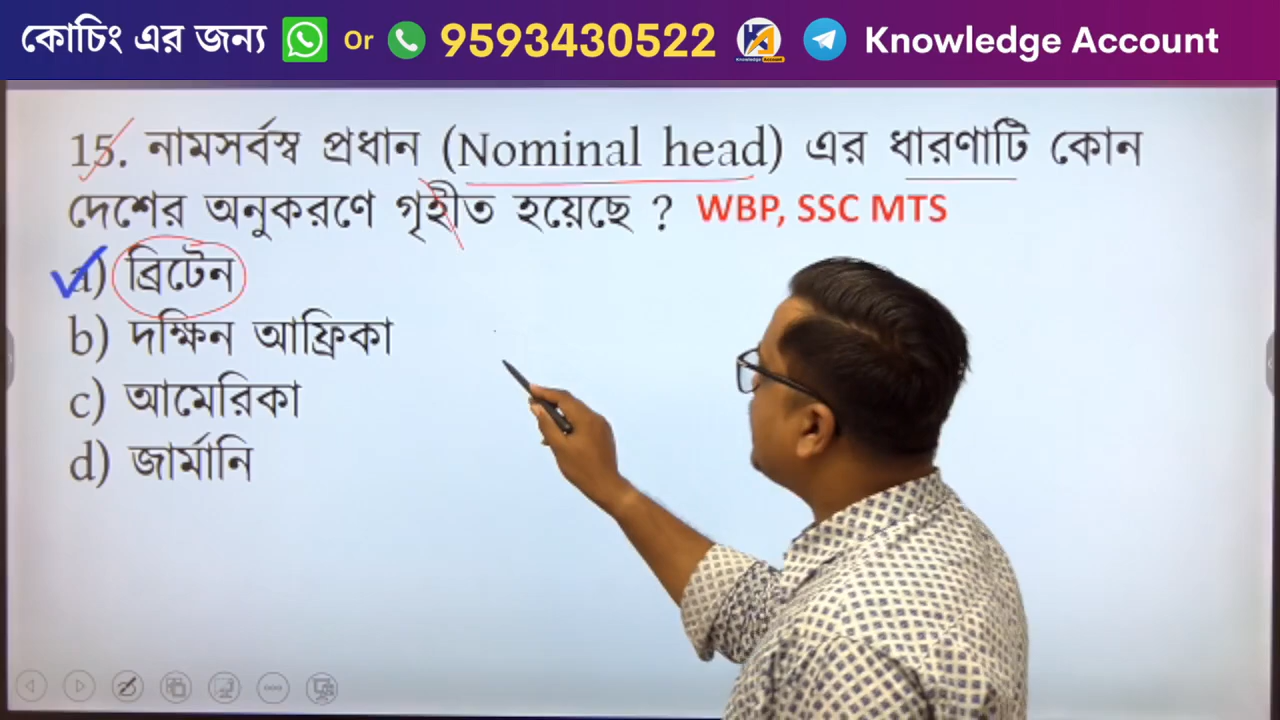 কোচিং এর জন্য Or 9593430522 Knowledge Account
15. নামসর্বস্ব প্রধান (Nominal head) এর ধারণাটি কোন
দেশের অনুকরণে গৃহীত হয়েছে ? WBP, SSC MTS
a) ব্রিটেন
b) দক্ষিন আফ্রিকা
c) আমেরিকা
d) জার্মানি